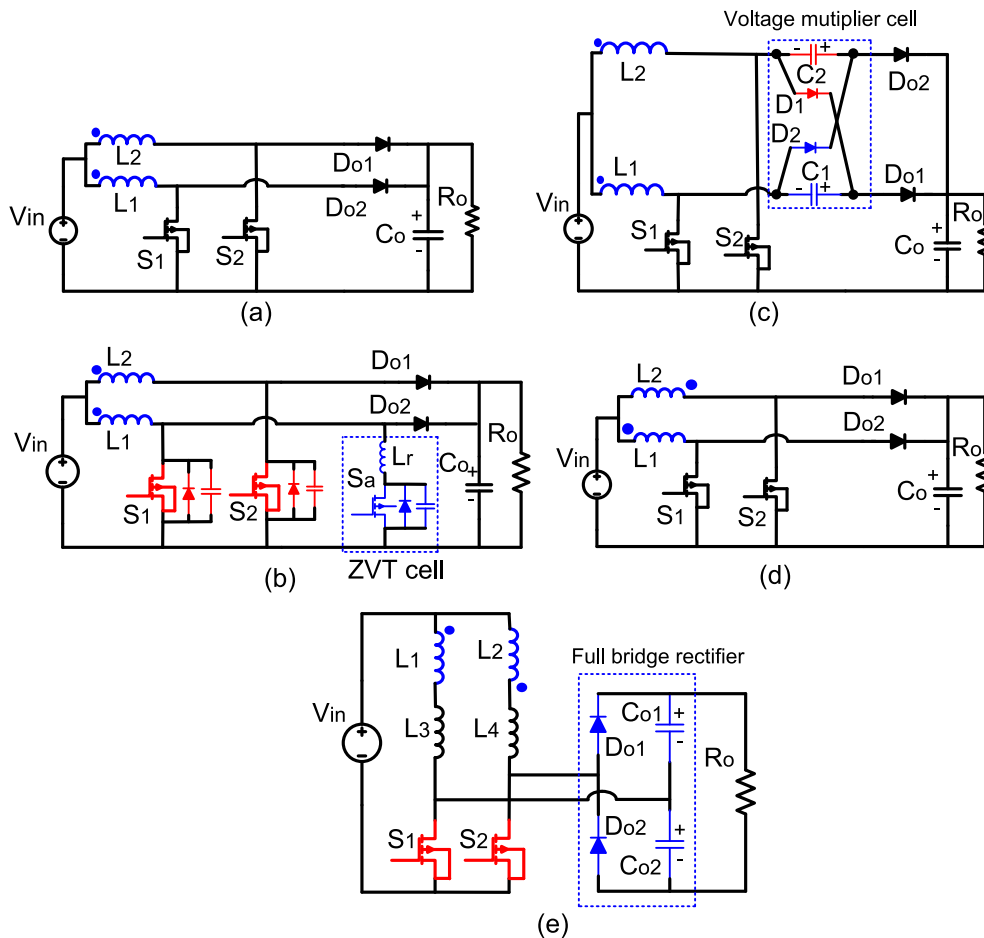 L2
L1
Vin
S1
S2
Do1
Do2
Co
+
-
Ro
(a)
Voltage mutiplier cell
L2
L1
Vin
S1
S2
-
+
C2
D1
D2
C1
-
+
Do2
Do1
Ro
Co
+
-
(c)
L2
L1
Vin
S1
S2
Do1
Do2
Lr
Sa
Co
+
-
Ro
(b)
ZVT cell
L2
L1
Vin
S1
S2
Do1
Do2
Ro
Co
+
-
(d)
Full bridge rectifier
Vin
L1
L2
L3
L4
S1
S2
Do1
Do2
Co1
+
-
Co2
+
-
Ro
(e)